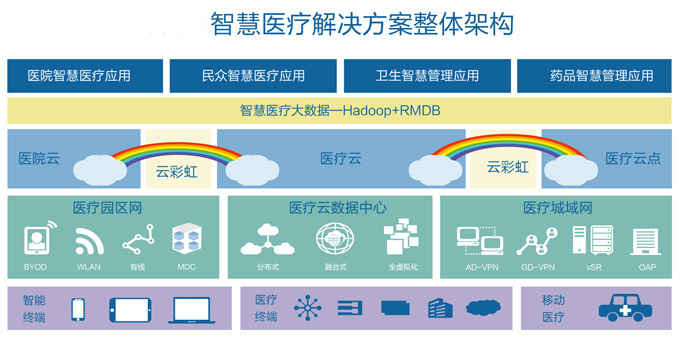 智慧医疗解决方案整体架构
医院智慧医疗应用
民众智慧医疗应用
卫生智慧管理应用
药品智慧管理应用
智慧医疗大数据—Hadoop+RMDB
医院云
云彩虹
医疗云
云彩虹
医疗云点
医疗园区网
BYOD
WLAN
有线
MDC
医疗云数据中心
分布式
融合式
全虚拟化
医疗城域网
AD-VPN
GD-VPN
vSR
OAP
智能
终端
医疗
终端
移动
医疗